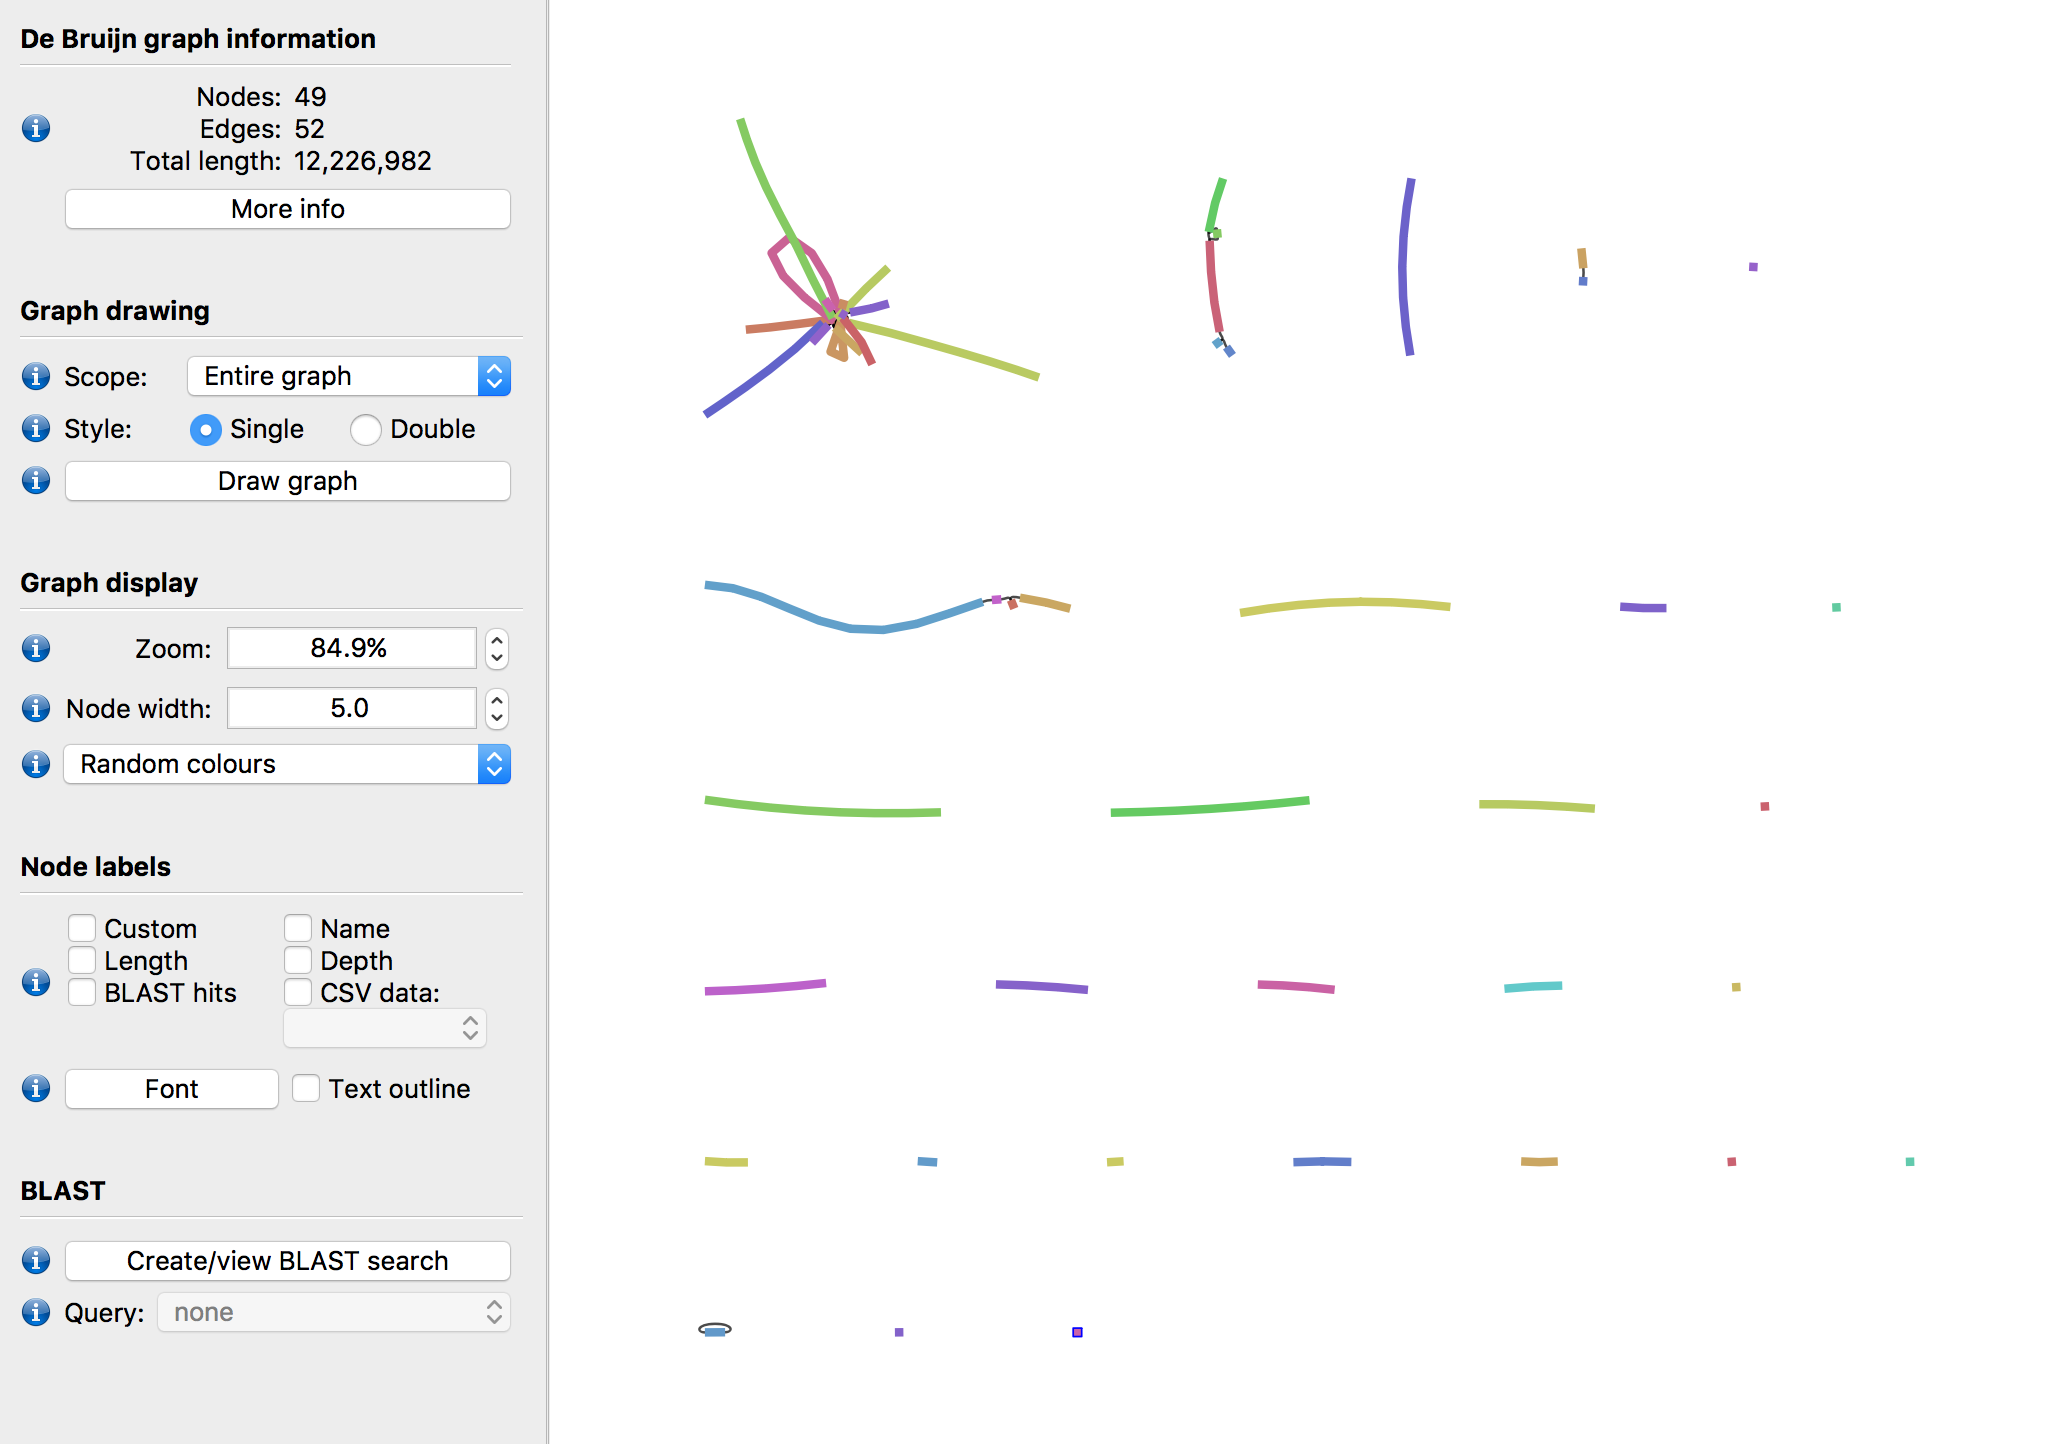 De Bruijn graph information
Nodes: 49
Edges: 52
Total length: 12,226,982
More info
Graph drawing
Scope: Entire graph
Style: Single Double
Draw graph
Graph display
Zoom: 84.9%
Node width: 5.0
Random colours
Node labels
Custom Name
Length Depth
BLAST hits CSV data:
Font Text outline
BLAST
Create/view BLAST search
Query: none